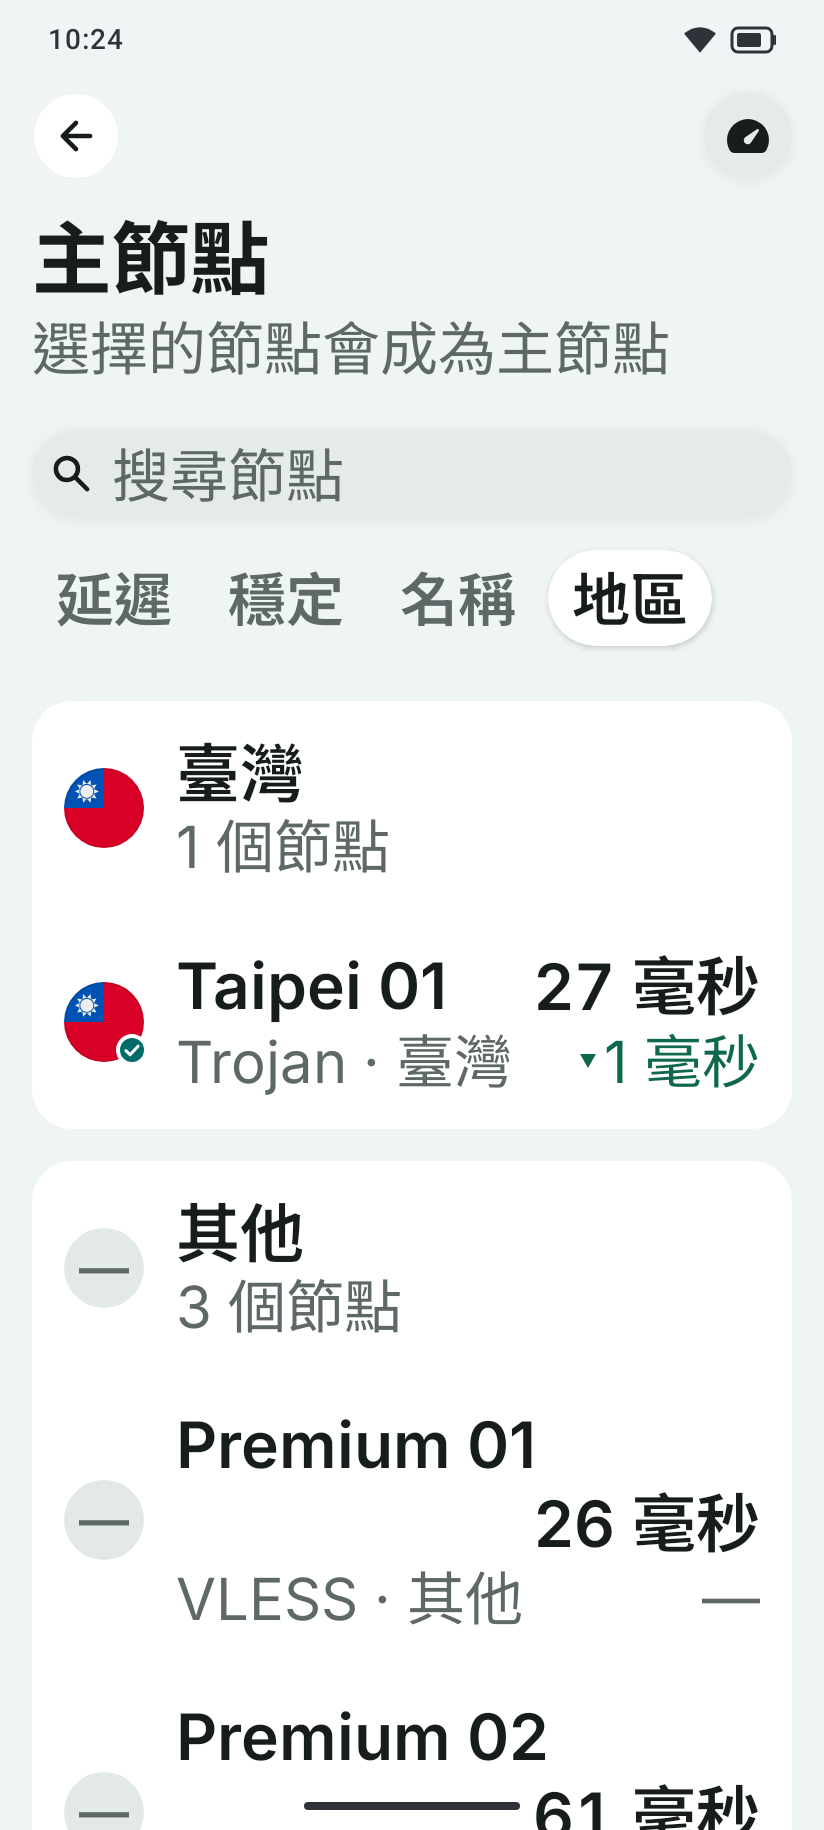 10:24
主節點
選擇的節點會成為主節點
搜尋節點
延遲 穩定 名稱 地區
臺灣
1 個節點
Taipei 01 27 毫秒
Trojan · 臺灣 ▼1 毫秒
其他
3 個節點
Premium 01
26 毫秒
VLESS · 其他 —
Premium 02
61 毫秒